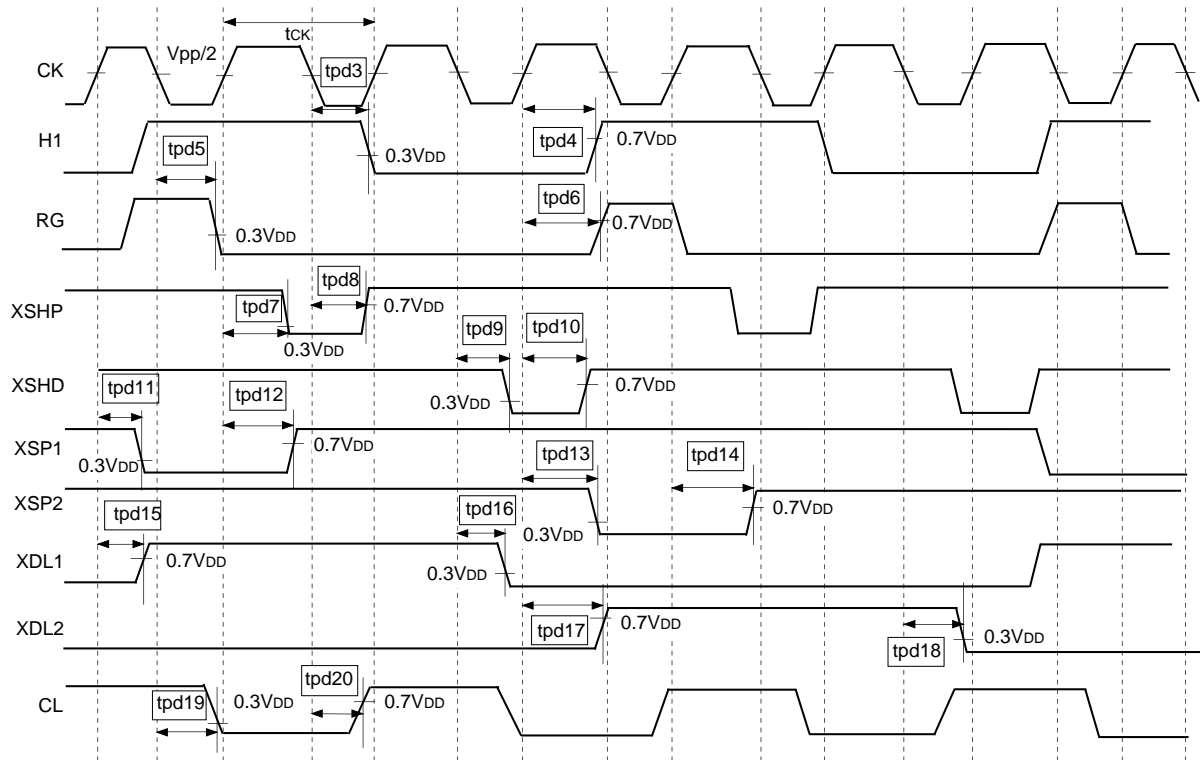 tCK
Vpp/2
CK
tpd3
H1
tpd5
tpd4
0.7VDD
0.3VDD
RG
tpd6
0.7VDD
0.3VDD
XSHP
tpd7
tpd8
0.7VDD
0.3VDD
tpd9
tpd10
XSHD
tpd11
tpd12
0.3VDD
0.7VDD
XSP1
0.3VDD
0.7VDD
tpd13
tpd14
XSP2
tpd15
tpd16
0.3VDD
0.7VDD
XDL1
0.7VDD
0.3VDD
XDL2
tpd17
0.7VDD
tpd18
0.3VDD
CL
tpd19
0.3VDD
tpd20
0.7VDD